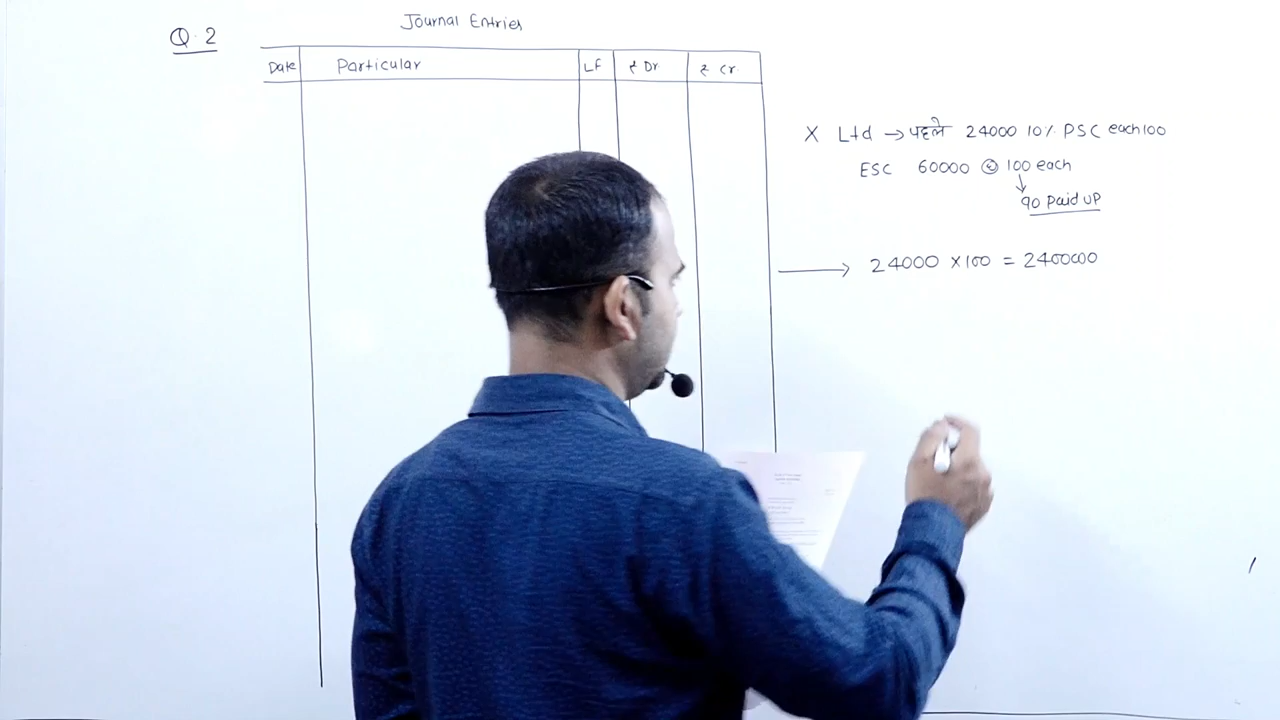 Q.2
Journal Entries
Date Particular LF ₹ Dr. ₹ Cr.
X Ltd → पहले 24000 10% PSC each 100
ESC 60000 @ 100 each
↓
90 Paid UP
→ 24000 × 100 = 2400000